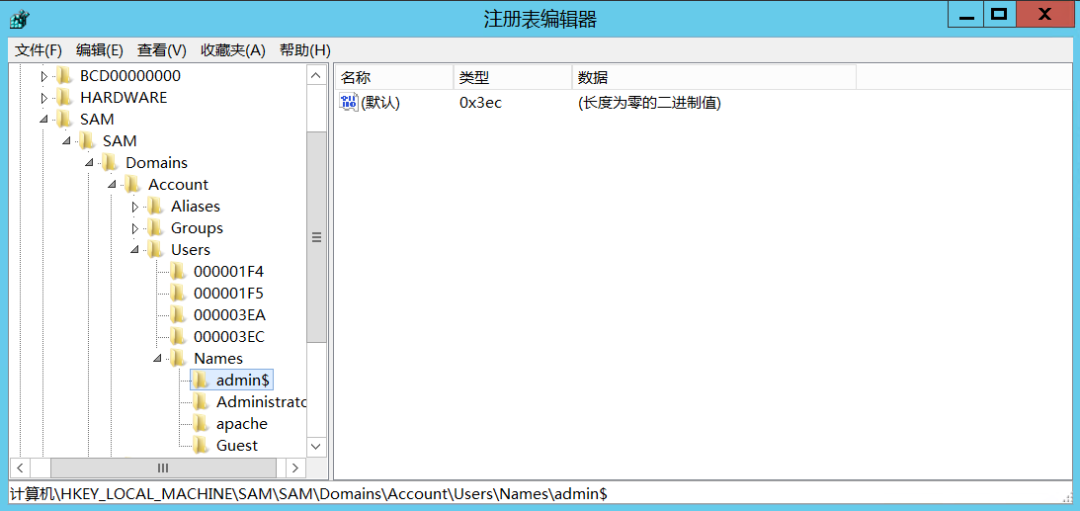 注册表编辑器
文件(F) 编辑(E) 查看(V) 收藏夹(A) 帮助(H)
BCD00000000
HARDWARE
SAM
SAM
Domains
Account
Aliases
Groups
Users
000001F4
000001F5
000003EA
000003EC
Names
admin$
Administrato
apache
Guest
名称 类型 数据
(默认) 0x3ec (长度为零的二进制值)
计算机\HKEY_LOCAL_MACHINE\SAM\SAM\Domains\Account\Users\Names\admin$